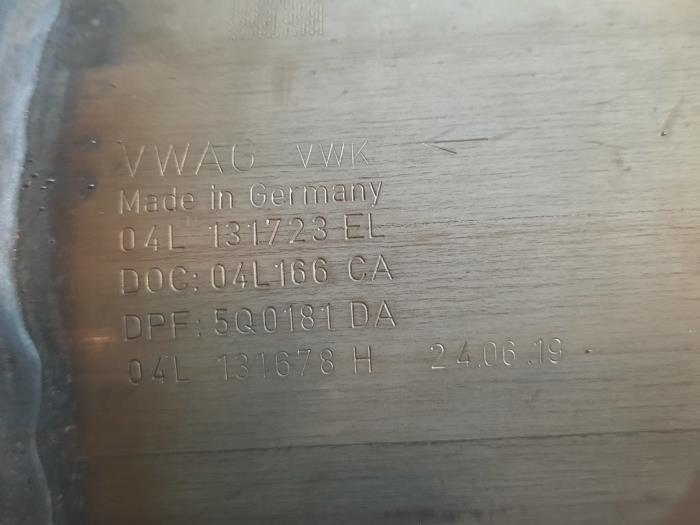 VWAG VWK
Made in Germany
04L 131723 EL
DOC: 04L166 CA
DPF: 5Q0181 DA
04L 131678 H 24.06.19